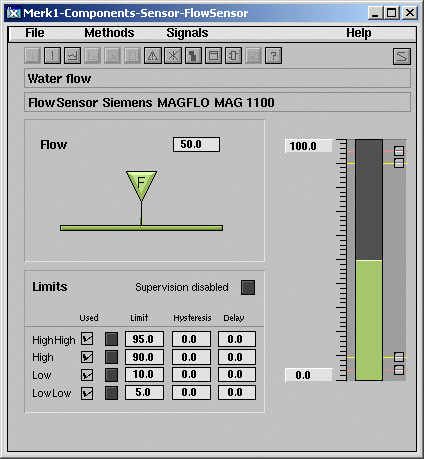 Merk1-Components-Sensor-FlowSensor
File Methods Signals Help
! ?
Water flow
FlowSensor Siemens MAGFLO MAG 1100
Flow 50.0 100.0
F
Limits Supervision disabled
Used Limit Hysteresis Delay
HighHigh 95.0 0.0 0.0
High 90.0 0.0 0.0
Low 10.0 0.0 0.0 0.0
LowLow 5.0 0.0 0.0